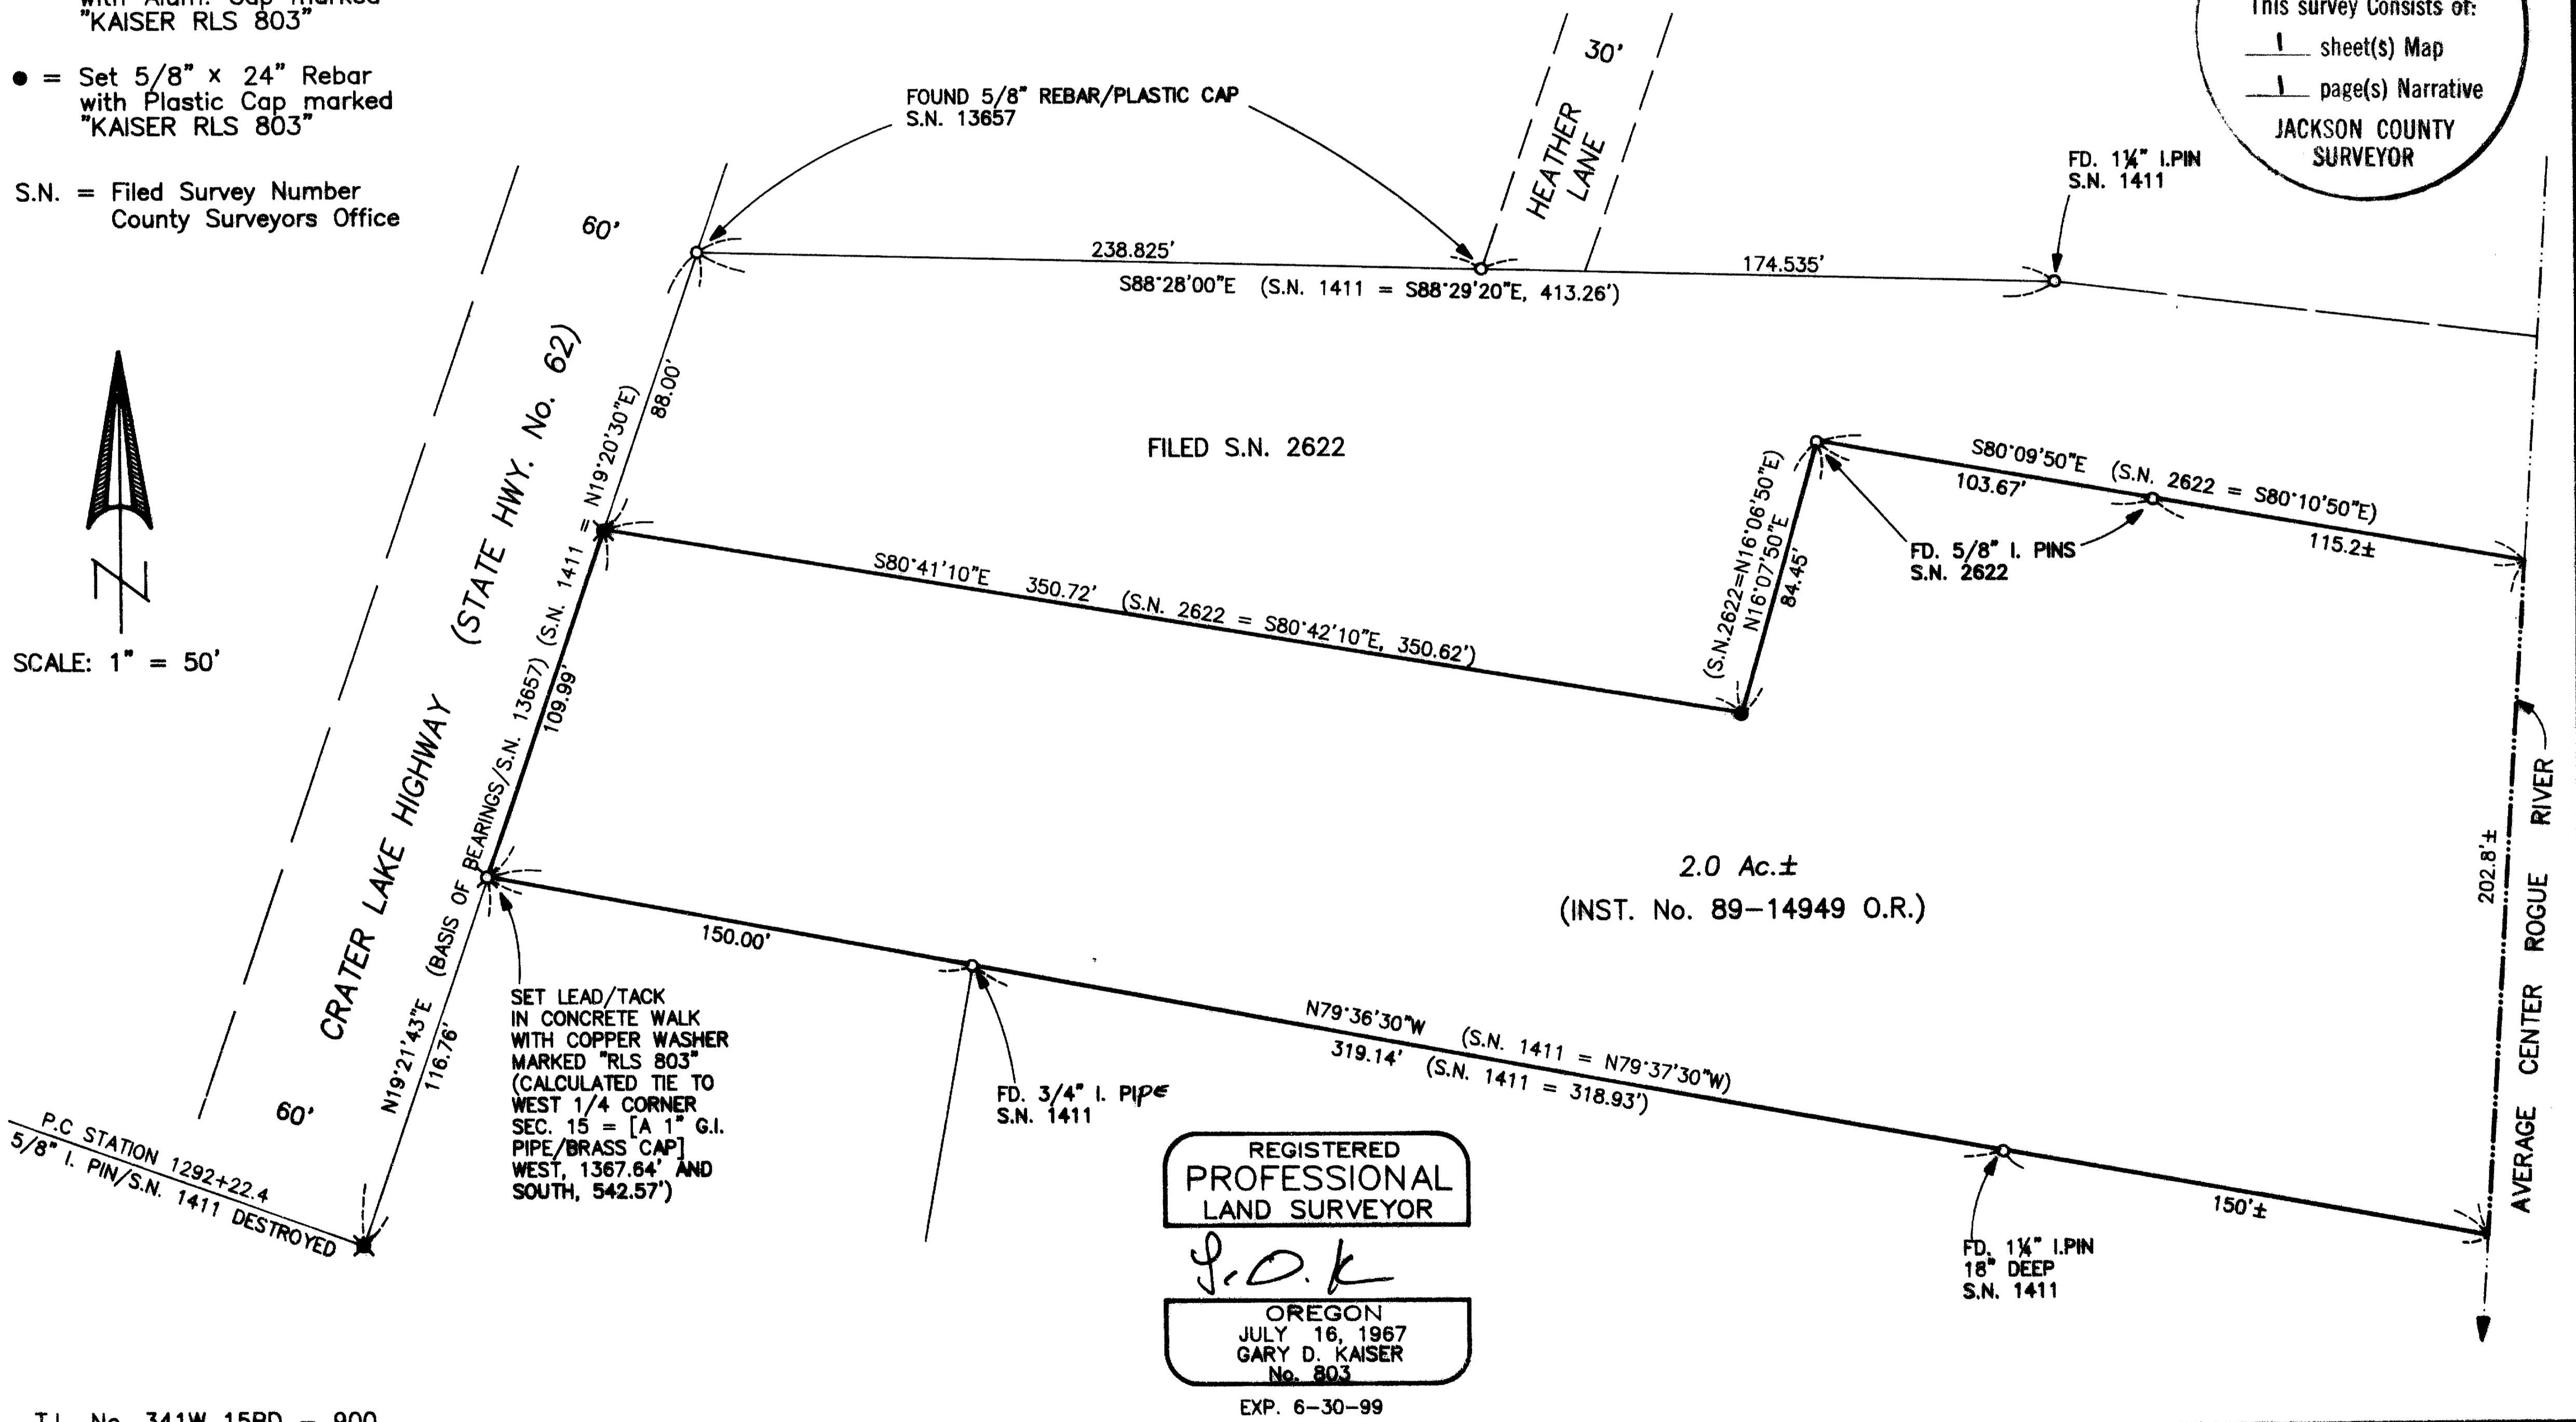 with Alum. Cap marked
"KAISER RLS 803"
● = Set 5/8" x 24" Rebar
with Plastic Cap marked
"KAISER RLS 803"
S.N. = Filed Survey Number
County Surveyors Office
SCALE: 1" = 50'
N
This survey Consists of:
1 sheet(s) Map
1 page(s) Narrative
JACKSON COUNTY
SURVEYOR
30'
HEATHER
LANE
FOUND 5/8" REBAR/PLASTIC CAP
S.N. 13657
FD. 1¼" I.PIN
S.N. 1411
60'
238.825'
174.535'
S88°28'00"E (S.N. 1411 = S88°29'20"E, 413.26')
CRATER LAKE HIGHWAY (STATE HWY. No. 62)
N19°21'43"E (BASIS OF BEARINGS/S.N. 13657) (S.N. 1411 = N19°20'30"E)
88.00'
109.99'
116.76'
FILED S.N. 2622
S80°09'50"E (S.N. 2622 = S80°10'50"E)
103.67'
115.2±
(S.N.2622=N16°06'50"E)
N16°07'50"E
84.45'
FD. 5/8" I. PINS
S.N. 2622
S80°41'10"E 350.72' (S.N. 2622 = S80°42'10"E, 350.62')
2.0 Ac.±
(INST. No. 89-14949 O.R.)
202.8'±
AVERAGE CENTER ROGUE RIVER
150.00'
N79°36'30"W (S.N. 1411 = N79°37'30"W)
319.14' (S.N. 1411 = 318.93')
150'±
SET LEAD/TACK
IN CONCRETE WALK
WITH COPPER WASHER
MARKED "RLS 803"
(CALCULATED TIE TO
WEST 1/4 CORNER
SEC. 15 = [A 1" G.I.
PIPE/BRASS CAP]
WEST, 1367.64' AND
SOUTH, 542.57')
FD. 3/4" I. PIPE
S.N. 1411
FD. 1¼" I.PIN
18" DEEP
S.N. 1411
60'
P.C STATION 1292+22.4
5/8" I. PIN/S.N. 1411 DESTROYED
REGISTERED
PROFESSIONAL
LAND SURVEYOR
OREGON
JULY 16, 1967
GARY D. KAISER
No. 803
EXP. 6-30-99
T.L. No. 341W 15BD - 900